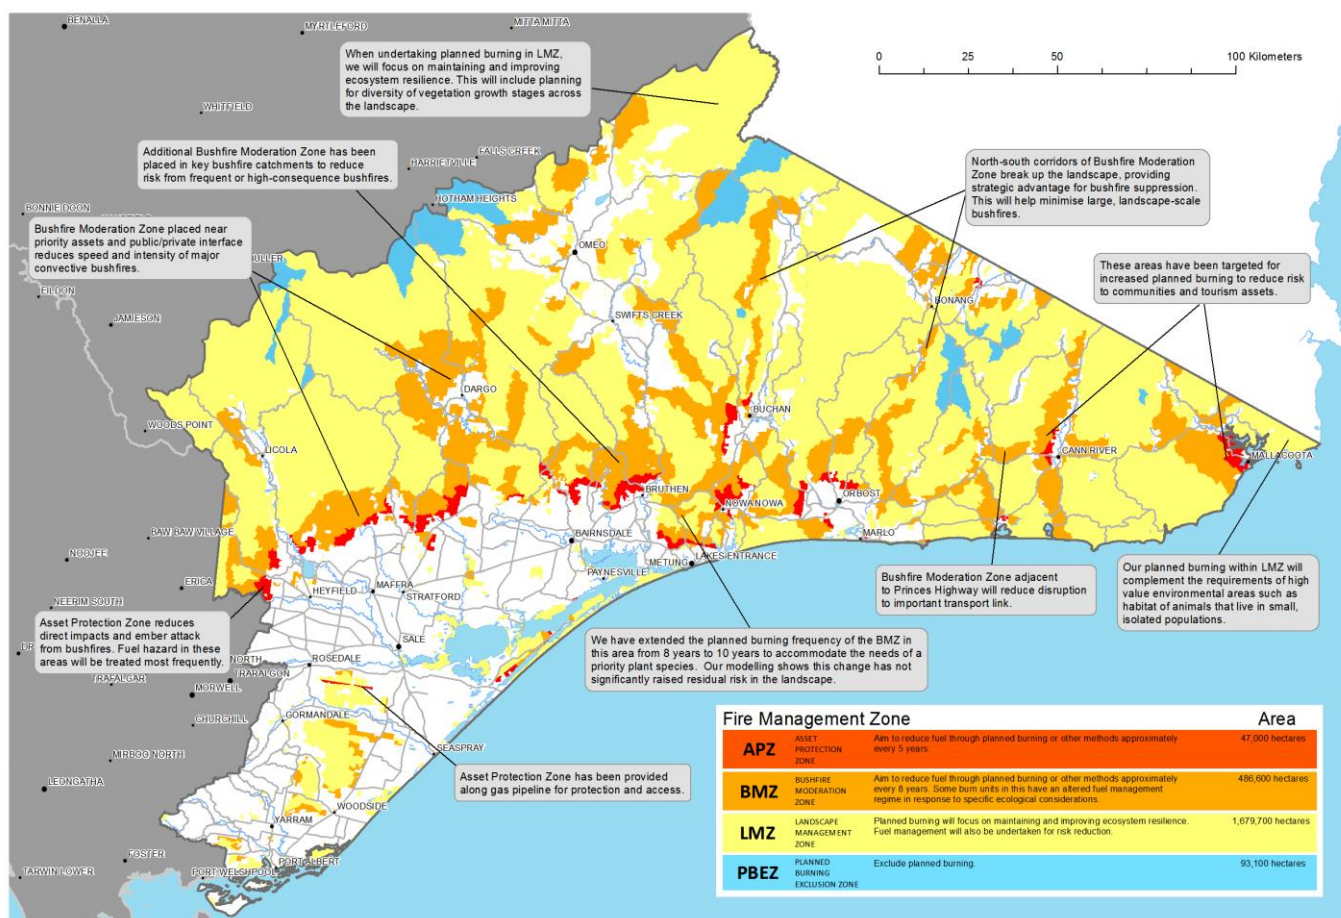 BENALLA
MYRTLEFORD
MITTA MITTA
0 25 50 100 Kilometers
When undertaking planned burning in LMZ,
we will focus on maintaining and improving
ecosystem resilience. This will include planning
for diversity of vegetation growth stages across
the landscape.
WHITFIELD
Additional Bushfire Moderation Zone has been
placed in key bushfire catchments to reduce
risk from frequent or high-consequence bushfires.
FALLS CREEK
HARRIETVILLE
North-south corridors of Bushfire Moderation
Zone break up the landscape, providing
strategic advantage for bushfire suppression.
This will help minimise large, landscape-scale
bushfires.
HOTHAM HEIGHTS
BONNIE DOON
Bushfire Moderation Zone placed near
priority assets and public/private interface
reduces speed and intensity of major
convective bushfires.
OMEO
These areas have been targeted for
increased planned burning to reduce risk
to communities and tourism assets.
EILDON
BONANG
JAMIESON
SWIFTS CREEK
DARGO
BUCHAN
WOODS POINT
LICOLA
CANN RIVER
MALLACOOTA
BRUTHEN
NOWA NOWA
ORBOST
BAW BAW VILLAGE
BAIRNSDALE
MARLO
NOOJEE
LAKES ENTRANCE
METUNG
PAYNESVILLE
ERICA
HEYFIELD
MAFFRA
STRATFORD
NEERIM SOUTH
Bushfire Moderation Zone adjacent
to Princes Highway will reduce disruption
to important transport link.
Our planned burning within LMZ will
complement the requirements of high
value environmental areas such as
habitat of animals that live in small,
isolated populations.
Asset Protection Zone reduces
direct impacts and ember attack
from bushfires. Fuel hazard in these
areas will be treated most frequently.
We have extended the planned burning frequency of the BMZ in
this area from 8 years to 10 years to accommodate the needs of a
priority plant species. Our modelling shows this change has not
significantly raised residual risk in the landscape.
SALE
NORTH
ROSEDALE
TRARALGON
TRAFALGAR
MORWELL
GORMANDALE
CHURCHILL
SEASPRAY
MIRBOO NORTH
LEONGATHA
Asset Protection Zone has been provided
along gas pipeline for protection and access.
WOODSIDE
YARRAM
FOSTER
PORT ALBERT
PORT WELSHPOOL
TARWIN LOWER
Fire Management Zone Area
APZ ASSET PROTECTION ZONE Aim to reduce fuel through planned burning or other methods approximately every 5 years. 47,000 hectares
BMZ BUSHFIRE MODERATION ZONE Aim to reduce fuel through planned burning or other methods approximately every 8 years. Some burn units in this have an altered fuel management regime in response to specific ecological considerations. 486,600 hectares
LMZ LANDSCAPE MANAGEMENT ZONE Planned burning will focus on maintaining and improving ecosystem resilience. Fuel management will also be undertaken for risk reduction. 1,679,700 hectares
PBEZ PLANNED BURNING EXCLUSION ZONE Exclude planned burning. 93,100 hectares